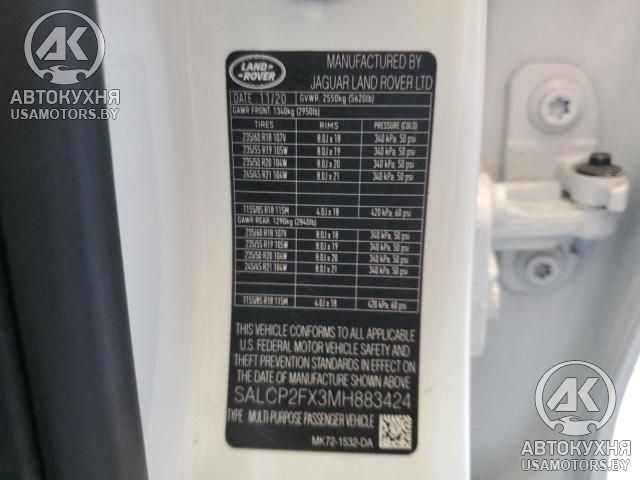 AK
АВТОКУХНЯ
USAMOTORS.BY
LAND
ROVER
MANUFACTURED BY
JAGUAR LAND ROVER LTD
DATE 11/20 GVWR: 2550kg (5620lb)
GAWR FRONT: 1340kg (2950lb)
TIRES RIMS PRESSURE (COLD)
235/60 R18 107V 8.0J x 18 340 kPa, 50 psi
235/55 R19 105W 8.0J x 19 340 kPa, 50 psi
235/50 R20 104W 8.0J x 20 340 kPa, 50 psi
245/45 R21 104W 8.0J x 21 340 kPa, 50 psi
T155/85 R18 115M 4.0J x 18 420 kPa, 60 psi
GAWR REAR: 1290kg (2840lb)
235/60 R18 107V 8.0J x 18 340 kPa, 50 psi
235/55 R19 105W 8.0J x 19 340 kPa, 50 psi
235/50 R20 104W 8.0J x 20 340 kPa, 50 psi
245/45 R21 104W 8.0J x 21 340 kPa, 50 psi
T155/85 R18 115M 4.0J x 18 420 kPa, 60 psi
THIS VEHICLE CONFORMS TO ALL APPLICABLE
U.S. FEDERAL MOTOR VEHICLE SAFETY AND
THEFT PREVENTION STANDARDS IN EFFECT ON
THE DATE OF MANUFACTURE SHOWN ABOVE
SALCP2FX3MH883424
TYPE: MULTI-PURPOSE PASSENGER VEHICLE
MK72-1532-DA
AK
АВТОКУХНЯ
USAMOTORS.BY